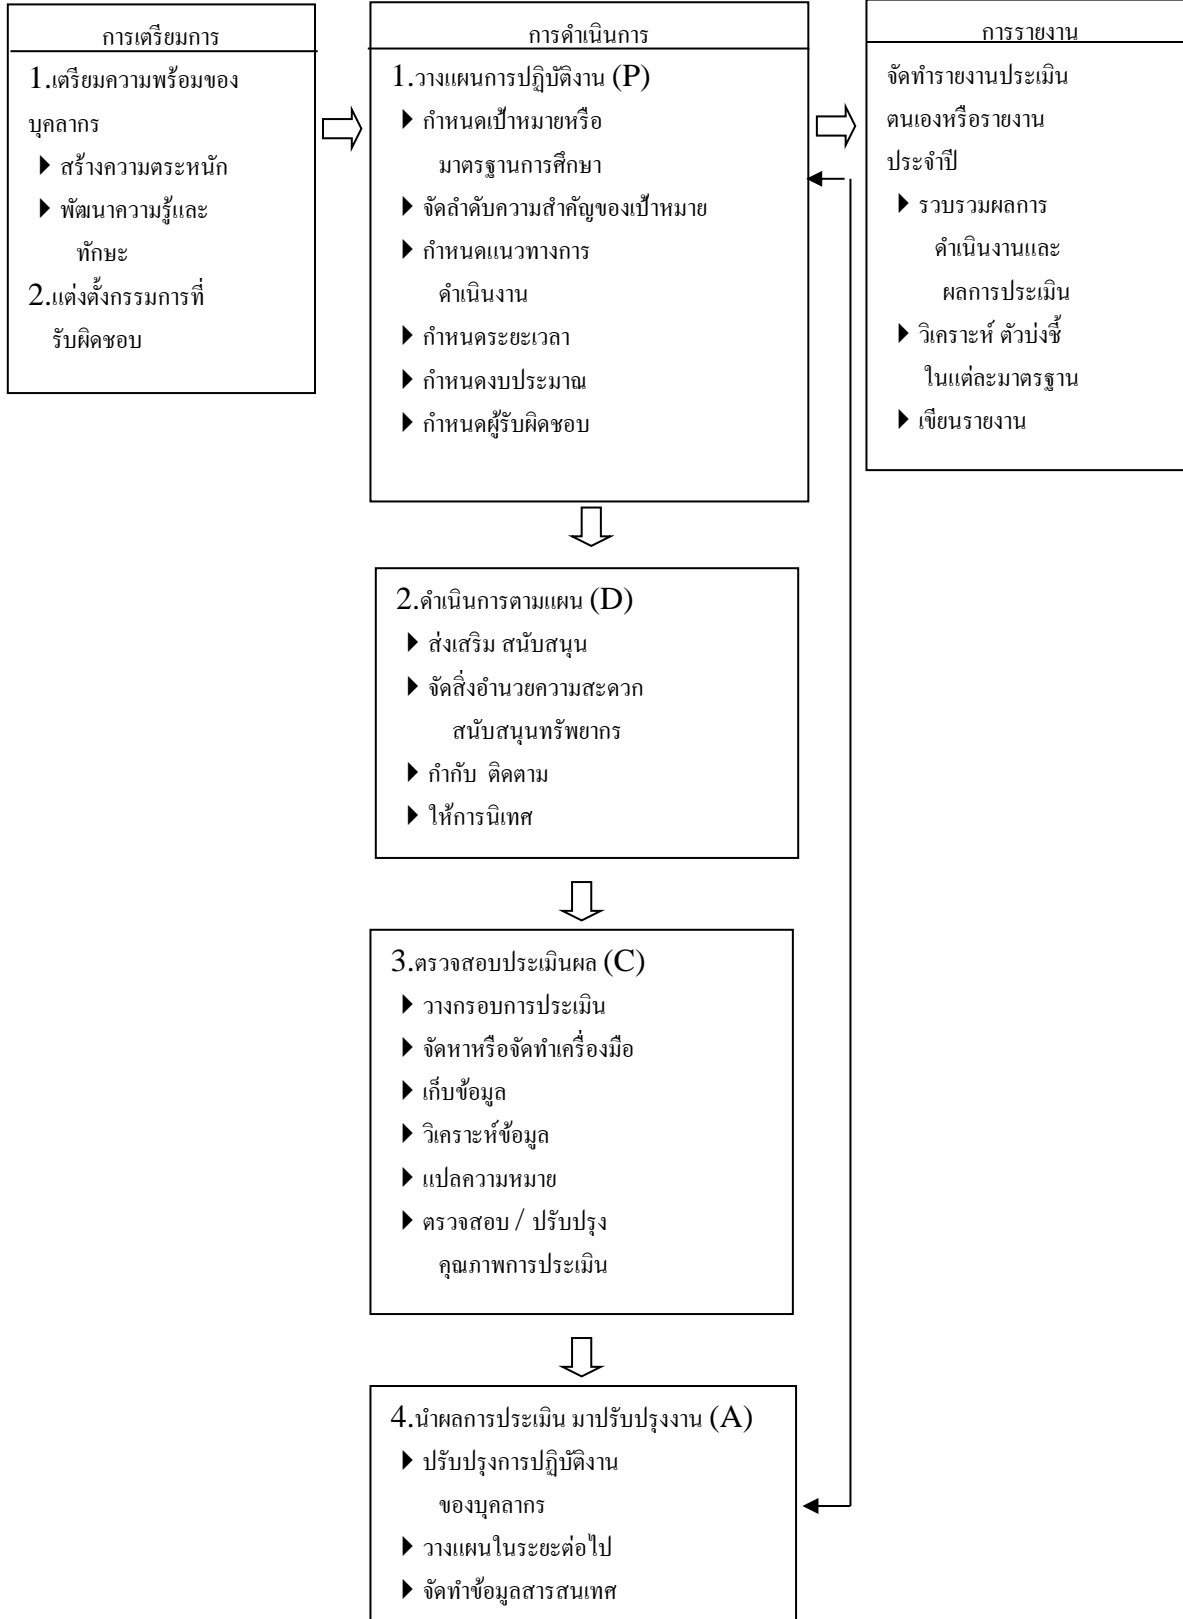 การเตรียมการ
1.เตรียมความพร้อมของ
บุคลากร
สร้างความตระหนัก
พัฒนาความรู้และ
ทักษะ
2.แต่งตั้งกรรมการที่
รับผิดชอบ
การดำเนินการ
1.วางแผนการปฏิบัติงาน (P)
กำหนดเป้าหมายหรือ
มาตรฐานการศึกษา
จัดลำดับความสำคัญของเป้าหมาย
กำหนดแนวทางการ
ดำเนินงาน
กำหนดระยะเวลา
กำหนดงบประมาณ
กำหนดผู้รับผิดชอบ
2.ดำเนินการตามแผน (D)
ส่งเสริม สนับสนุน
จัดสิ่งอำนวยความสะดวก
สนับสนุนทรัพยากร
กำกับ ติดตาม
ให้การนิเทศ
3.ตรวจสอบประเมินผล (C)
วางกรอบการประเมิน
จัดหาหรือจัดทำเครื่องมือ
เก็บข้อมูล
วิเคราะห์ข้อมูล
แปลความหมาย
ตรวจสอบ / ปรับปรุง
คุณภาพการประเมิน
4.นำผลการประเมิน มาปรับปรุงงาน (A)
ปรับปรุงการปฏิบัติงาน
ของบุคลากร
วางแผนในระยะต่อไป
จัดทำข้อมูลสารสนเทศ
การรายงาน
จัดทำรายงานประเมิน
ตนเองหรือรายงาน
ประจำปี
รวบรวมผลการ
ดำเนินงานและ
ผลการประเมิน
วิเคราะห์ ตัวบ่งชี้
ในแต่ละมาตรฐาน
เขียนรายงาน